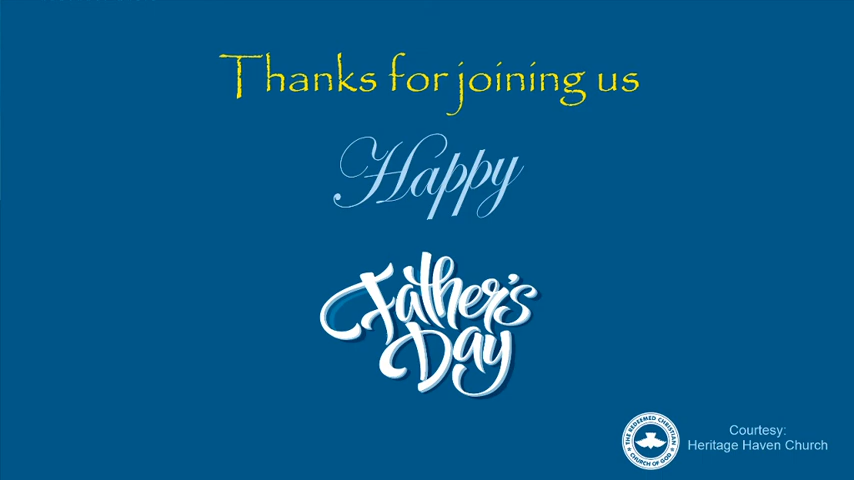 Thanks for joining us
Happy
Father's
Day
THE REDEEMED CHRISTIAN
CHURCH OF GOD
Courtesy:
Heritage Haven Church